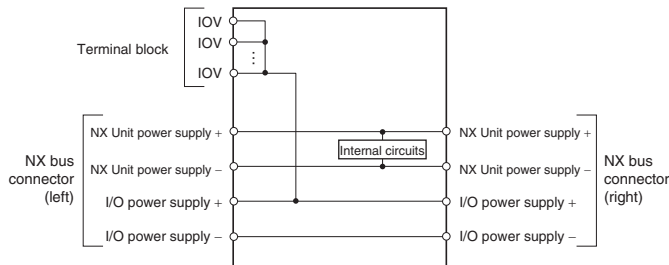 IOV
IOV
Terminal block
⋮
IOV
NX Unit power supply +
NX Unit power supply +
Internal circuits
NX bus
connector
(left)
NX Unit power supply −
NX Unit power supply −
NX bus
connector
(right)
I/O power supply +
I/O power supply +
I/O power supply −
I/O power supply −